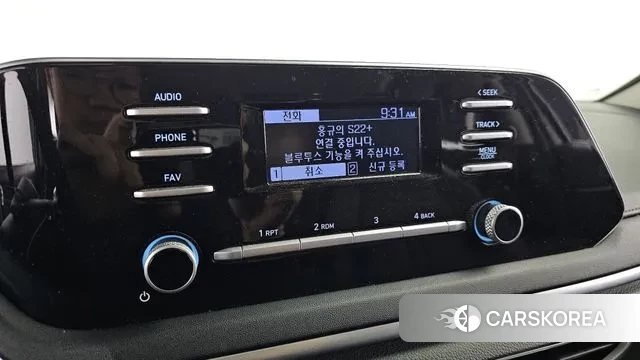 AUDIO
PHONE
FAV
전화 9:31 AM
홍규의 S22+
연결 중입니다.
블루투스 기능을 켜 주십시오.
1 취소 2 신규 등록
< SEEK
TRACK >
MENU
CLOCK
1 RPT 2 RDM 3 4 BACK
CARSKOREA